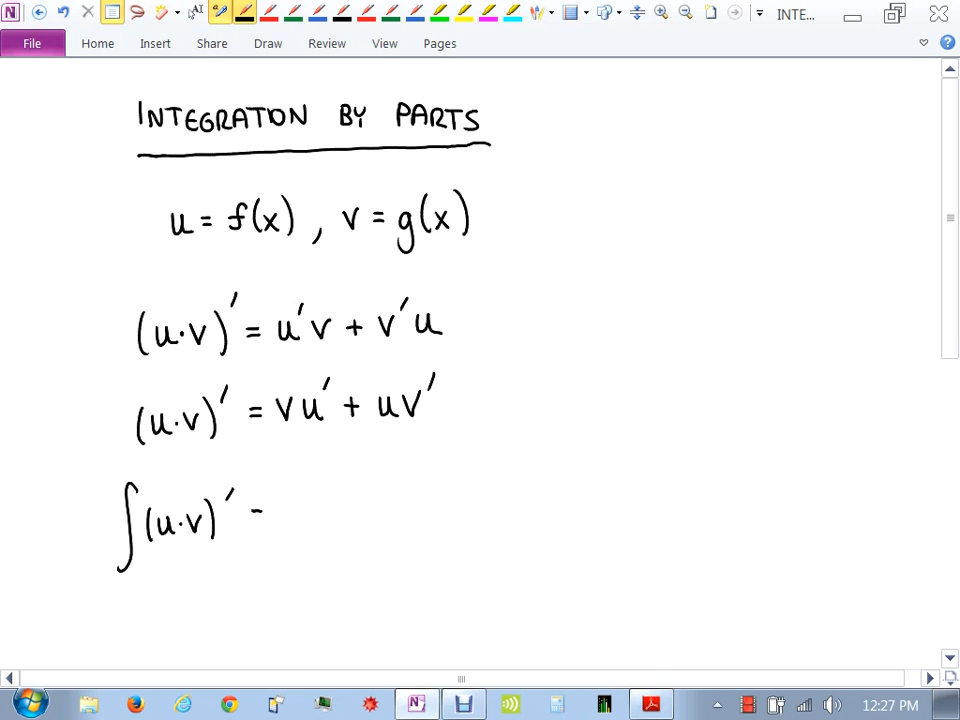 INTE...
File Home Insert Share Draw Review View Pages
INTEGRATION BY PARTS
u = f(x), v = g(x)
(u·v)' = u'v + v'u
(u·v)' = vu' + uv'
∫(u·v)' -
12:27 PM